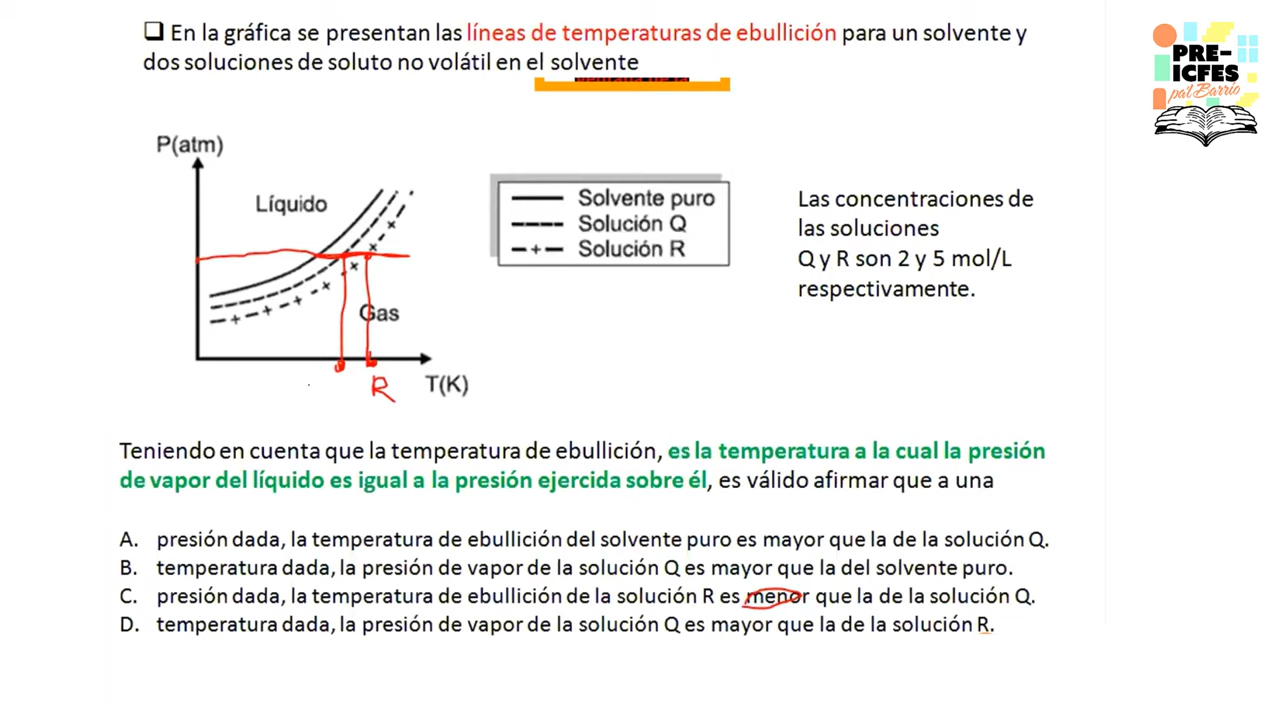 ❑ En la gráfica se presentan las líneas de temperaturas de ebullición para un solvente y
dos soluciones de soluto no volátil en el solvente
PRE-
ICFES
pa'l Barrio
P(atm)
Líquido
Gas
R
T(K)
Solvente puro
Solución Q
Solución R
Las concentraciones de
las soluciones
Q y R son 2 y 5 mol/L
respectivamente.
Teniendo en cuenta que la temperatura de ebullición, es la temperatura a la cual la presión
de vapor del líquido es igual a la presión ejercida sobre él, es válido afirmar que a una
A. presión dada, la temperatura de ebullición del solvente puro es mayor que la de la solución Q.
B. temperatura dada, la presión de vapor de la solución Q es mayor que la del solvente puro.
C. presión dada, la temperatura de ebullición de la solución R es menor que la de la solución Q.
D. temperatura dada, la presión de vapor de la solución Q es mayor que la de la solución R.